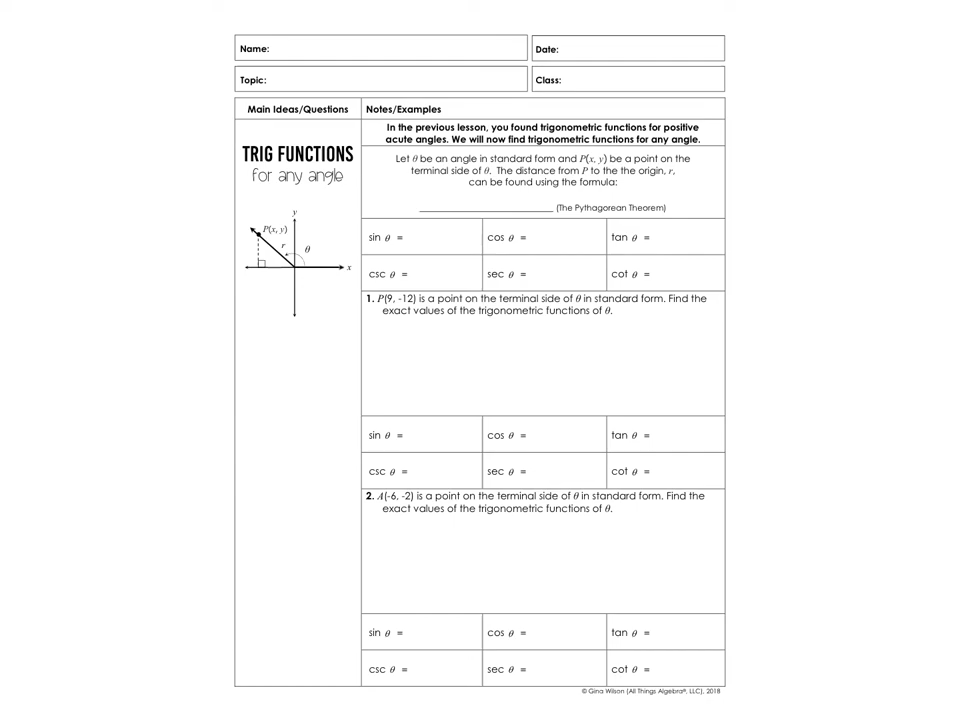 Name:
Date:
Topic:
Class:
Main Ideas/Questions
Notes/Examples
In the previous lesson, you found trigonometric functions for positive
acute angles. We will now find trigonometric functions for any angle.
TRIG FUNCTIONS
for any angle
Let θ be an angle in standard form and P(x, y) be a point on the
terminal side of θ. The distance from P to the the origin, r,
can be found using the formula:
____________________________ (The Pythagorean Theorem)
y
P(x, y)
r
θ
x
sin θ =
cos θ =
tan θ =
csc θ =
sec θ =
cot θ =
1. P(9, -12) is a point on the terminal side of θ in standard form. Find the
exact values of the trigonometric functions of θ.
sin θ =
cos θ =
tan θ =
csc θ =
sec θ =
cot θ =
2. A(-6, -2) is a point on the terminal side of θ in standard form. Find the
exact values of the trigonometric functions of θ.
sin θ =
cos θ =
tan θ =
csc θ =
sec θ =
cot θ =
© Gina Wilson (All Things Algebra®, LLC), 2018